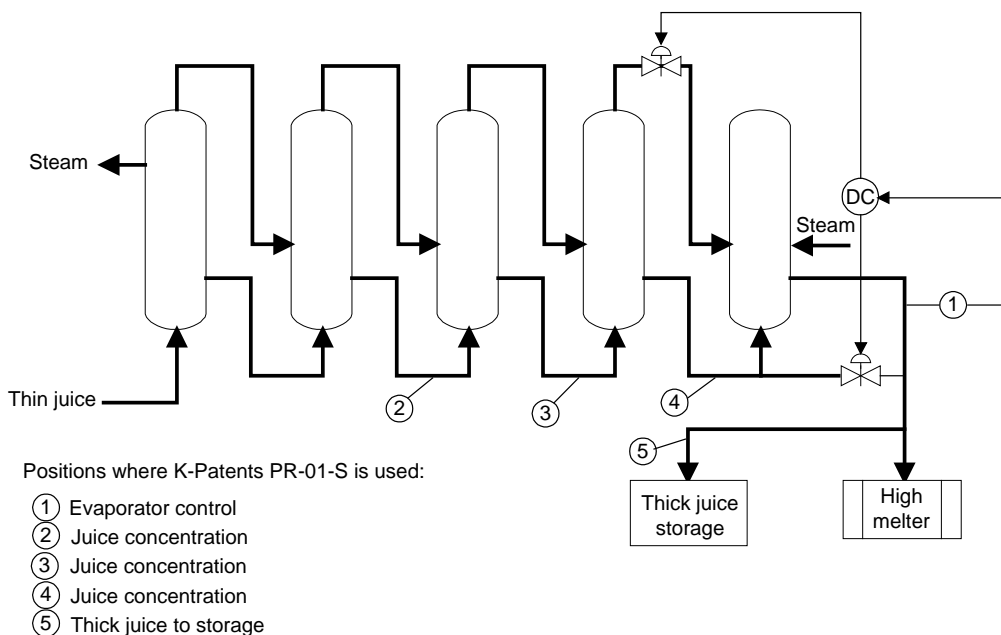 Steam
DC
Steam
1
Thin juice
2
3
4
5
Thick juice
storage
High
melter
Positions where K-Patents PR-01-S is used:
1 Evaporator control
2 Juice concentration
3 Juice concentration
4 Juice concentration
5 Thick juice to storage